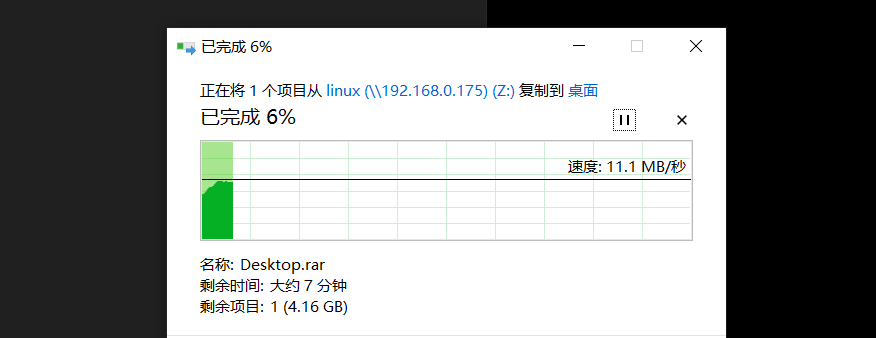 已完成 6%
正在将 1 个项目从 linux (\\192.168.0.175) (Z:) 复制到 桌面
已完成 6%
速度: 11.1 MB/秒
名称: Desktop.rar
剩余时间: 大约 7 分钟
剩余项目: 1 (4.16 GB)